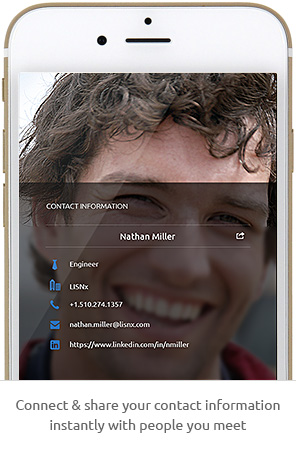 CONTACT INFORMATION
Nathan Miller
Engineer
LISNx
+1.510.274.1357
nathan.miller@lisnx.com
https://www.linkedin.com/in/nmiller
Connect & share your contact information
instantly with people you meet